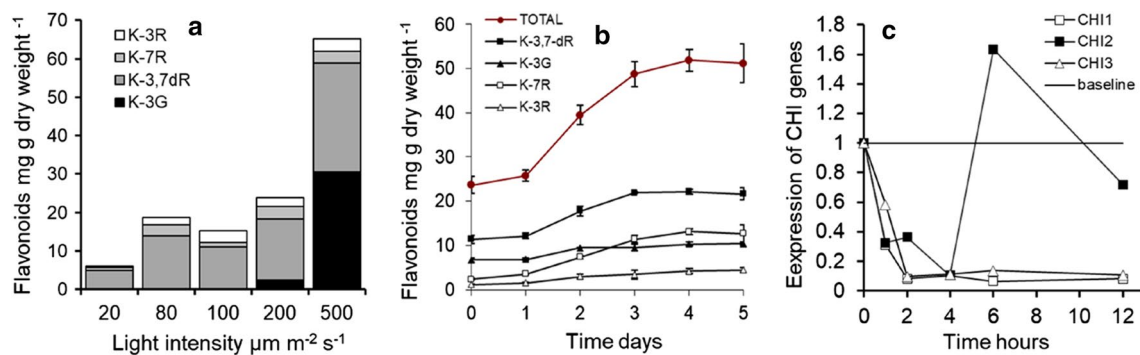 a
Flavonoids mg g dry weight -1
70
60
50
40
30
20
10
0
K-3R
K-7R
K-3,7dR
K-3G
20 80 100 200 500
Light intensity µm m-2 s-1
b
Flavonoids mg g dry weight -1
60
50
40
30
20
10
0
TOTAL
K-3,7-dR
K-3G
K-7R
K-3R
0 1 2 3 4 5
Time days
c
Eexpression of CHI genes
1.8
1.6
1.4
1.2
1
0.8
0.6
0.4
0.2
0
CHI1
CHI2
CHI3
baseline
0 2 4 6 8 10 12
Time hours